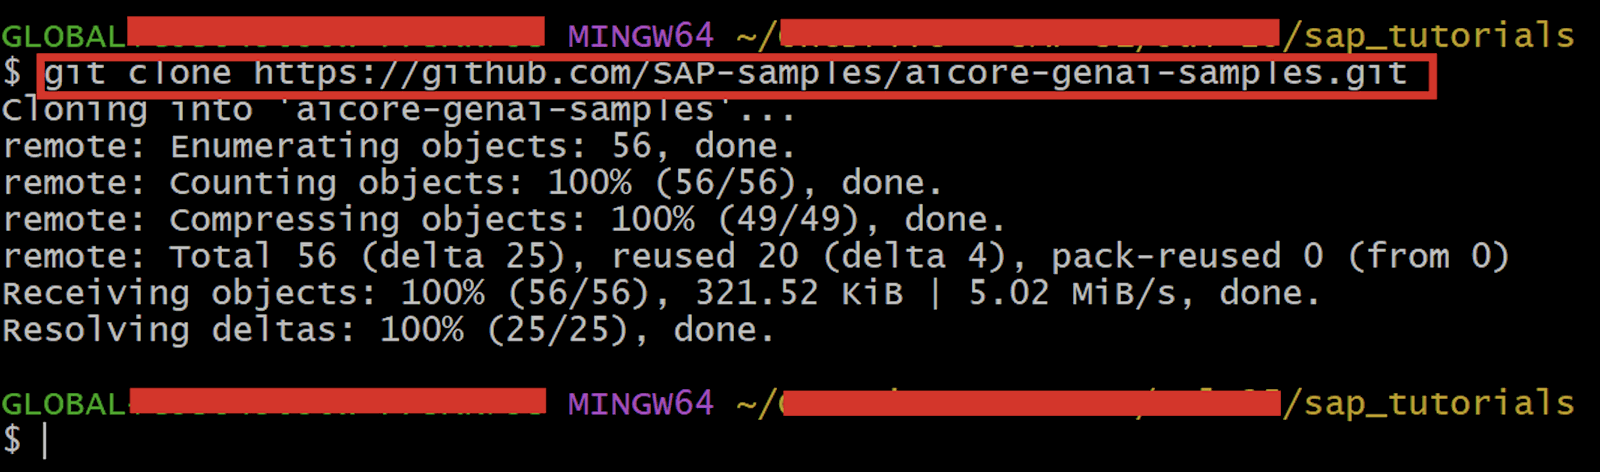 GLOBAL MINGW64 ~/ /sap_tutorials
$ git clone https://github.com/SAP-samples/aicore-genai-samples.git
Cloning into 'aicore-genai-samples'...
remote: Enumerating objects: 56, done.
remote: Counting objects: 100% (56/56), done.
remote: Compressing objects: 100% (49/49), done.
remote: Total 56 (delta 25), reused 20 (delta 4), pack-reused 0 (from 0)
Receiving objects: 100% (56/56), 321.52 KiB | 5.02 MiB/s, done.
Resolving deltas: 100% (25/25), done.
GLOBAL MINGW64 ~/ /sap_tutorials
$